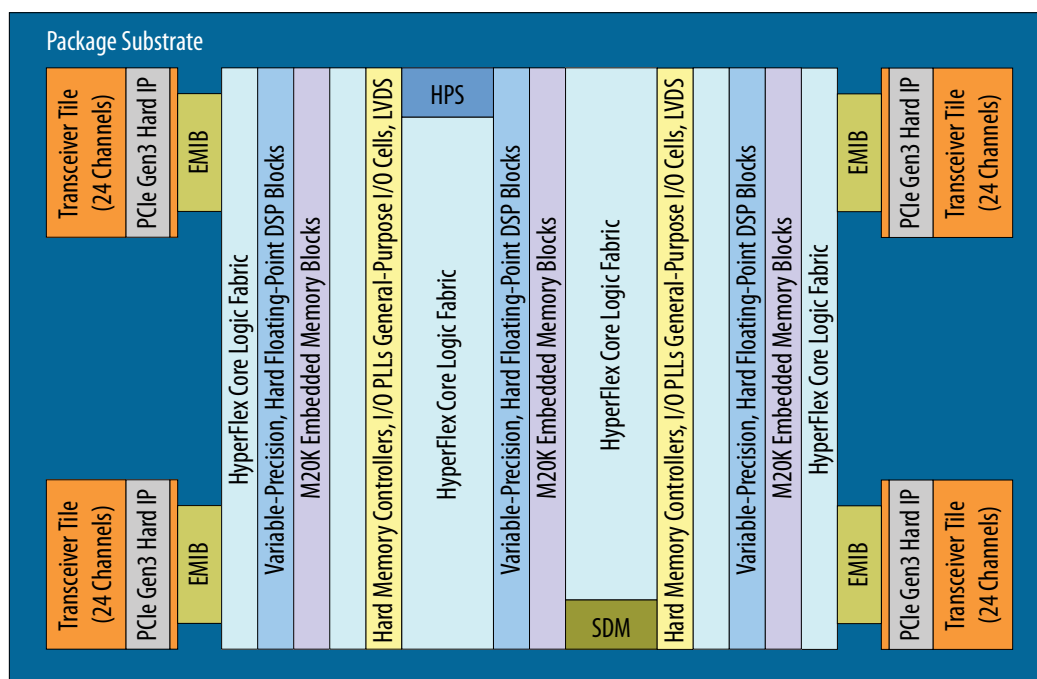 Package Substrate
Transceiver Tile
(24 Channels)
PCIe Gen3 Hard IP
EMIB
Transceiver Tile
(24 Channels)
PCIe Gen3 Hard IP
EMIB
HyperFlex Core Logic Fabric
Variable-Precision, Hard Floating-Point DSP Blocks
M20K Embedded Memory Blocks
Hard Memory Controllers, I/O PLLs General-Purpose I/O Cells, LVDS
HPS
HyperFlex Core Logic Fabric
Variable-Precision, Hard Floating-Point DSP Blocks
M20K Embedded Memory Blocks
HyperFlex Core Logic Fabric
SDM
Hard Memory Controllers, I/O PLLs General-Purpose I/O Cells, LVDS
Variable-Precision, Hard Floating-Point DSP Blocks
M20K Embedded Memory Blocks
HyperFlex Core Logic Fabric
EMIB
PCIe Gen3 Hard IP
Transceiver Tile
(24 Channels)
EMIB
PCIe Gen3 Hard IP
Transceiver Tile
(24 Channels)